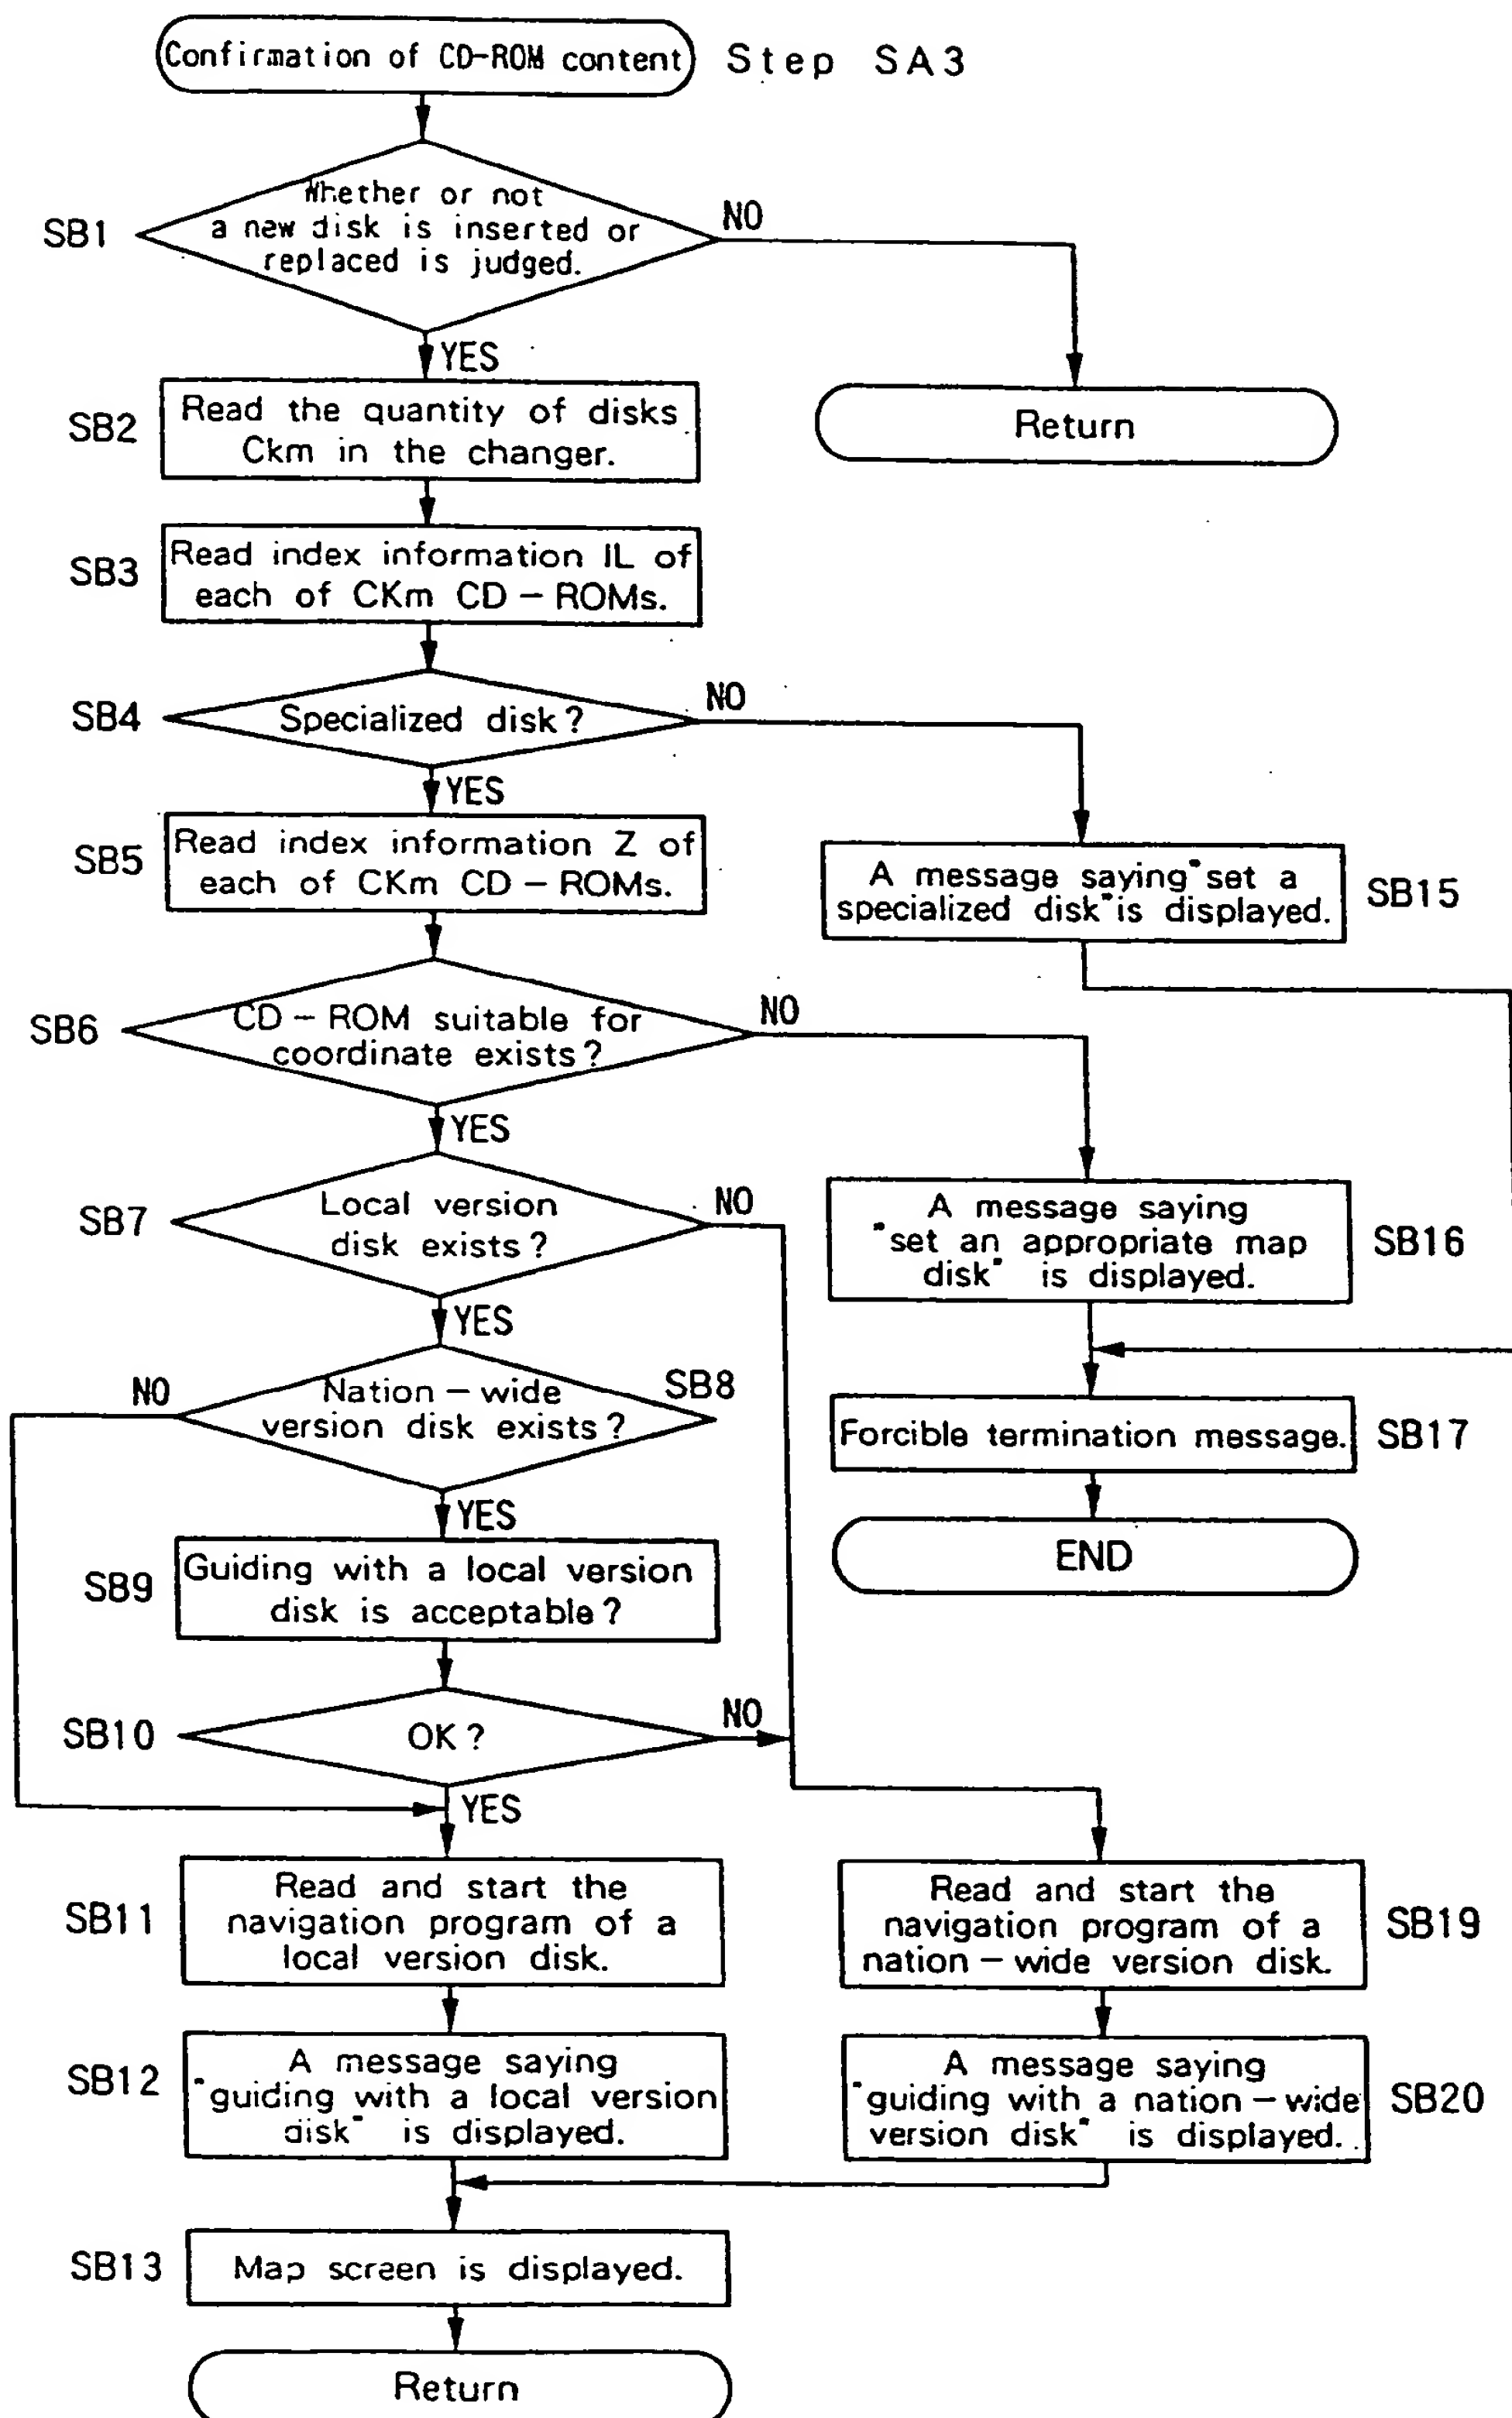 Confirmation of CD-ROM content
Step SA3
Whether or not
a new disk is inserted or
replaced is judged.
SB1
NO
YES
Return
SB2
Read the quantity of disks
Ckm in the changer.
SB3
Read index information IL of
each of CKm CD-ROMs.
SB4
Specialized disk?
NO
YES
SB5
Read index information Z of
each of CKm CD-ROMs.
A message saying "set a
specialized disk" is displayed.
SB15
SB6
CD-ROM suitable for
coordinate exists?
NO
YES
SB7
Local version
disk exists?
NO
YES
A message saying
"set an appropriate map
disk" is displayed.
SB16
NO
Nation-wide
version disk exists?
SB8
YES
Forcible termination message.
SB17
END
SB9
Guiding with a local version
disk is acceptable?
SB10
OK?
NO
YES
SB11
Read and start the
navigation program of a
local version disk.
Read and start the
navigation program of a
nation-wide version disk.
SB19
SB12
A message saying
"guiding with a local version
disk" is displayed.
A message saying
"guiding with a nation-wide
version disk" is displayed.
SB20
SB13
Map screen is displayed.
Return